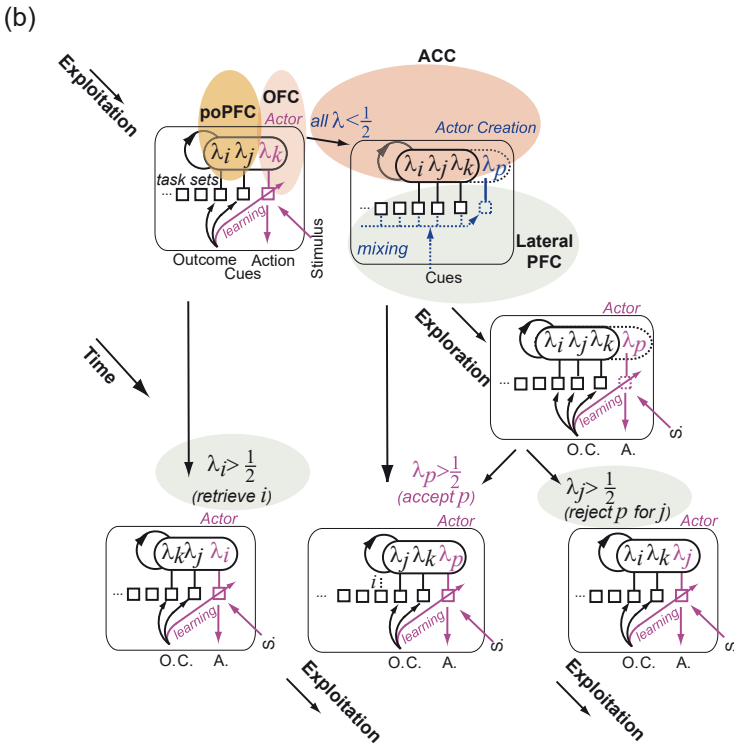 (b)
Exploitation
ACC
poPFC
OFC
Actor
all λ<1/2
Actor Creation
λi λj λk
λi λj λk λp
task sets
...
...
learning
mixing
Outcome
Cues
Action
Stimulus
Cues
Lateral
PFC
Time
Exploration
Actor
λi λj λk λp
...
learning
O.C. A.
S.
λi>1/2
(retrieve i)
λp>1/2
(accept p)
λj>1/2
(reject p for j)
Actor
λk λj λi
...
learning
O.C. A.
S.
Actor
λj λk λp
i
...
learning
O.C. A.
S.
Actor
λi λk λj
...
learning
O.C. A.
S.
Exploitation
Exploitation